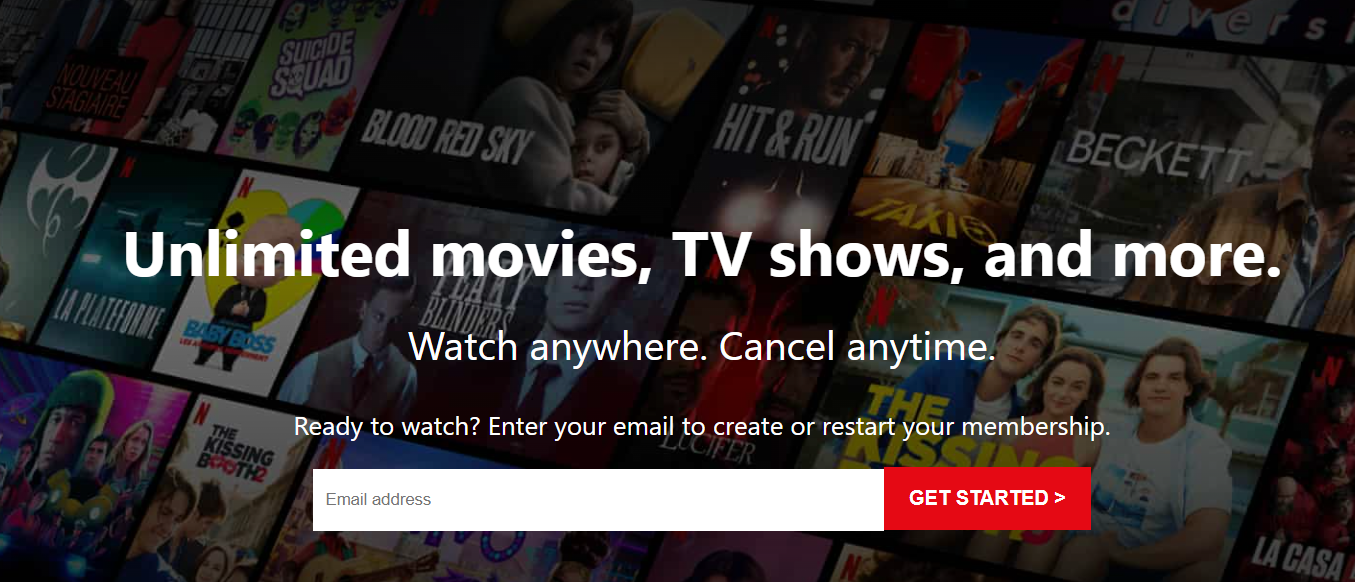 diversi
NOUVEAU
STAGIAIRE
SUICIDE
SQUAD
BLOOD RED SKY
HIT & RUN
TAXI 5
BECKETT
Unlimited movies, TV shows, and more.
LA PLATEFORME
BABY BOSS
PEAKY
BLINDERS
Watch anywhere. Cancel anytime.
THE
KISSING
Ready to watch? Enter your email to create or restart your membership.
THE
KISSING
BOOTH 2
LUCIFER
Email address
GET STARTED >
LA CASA